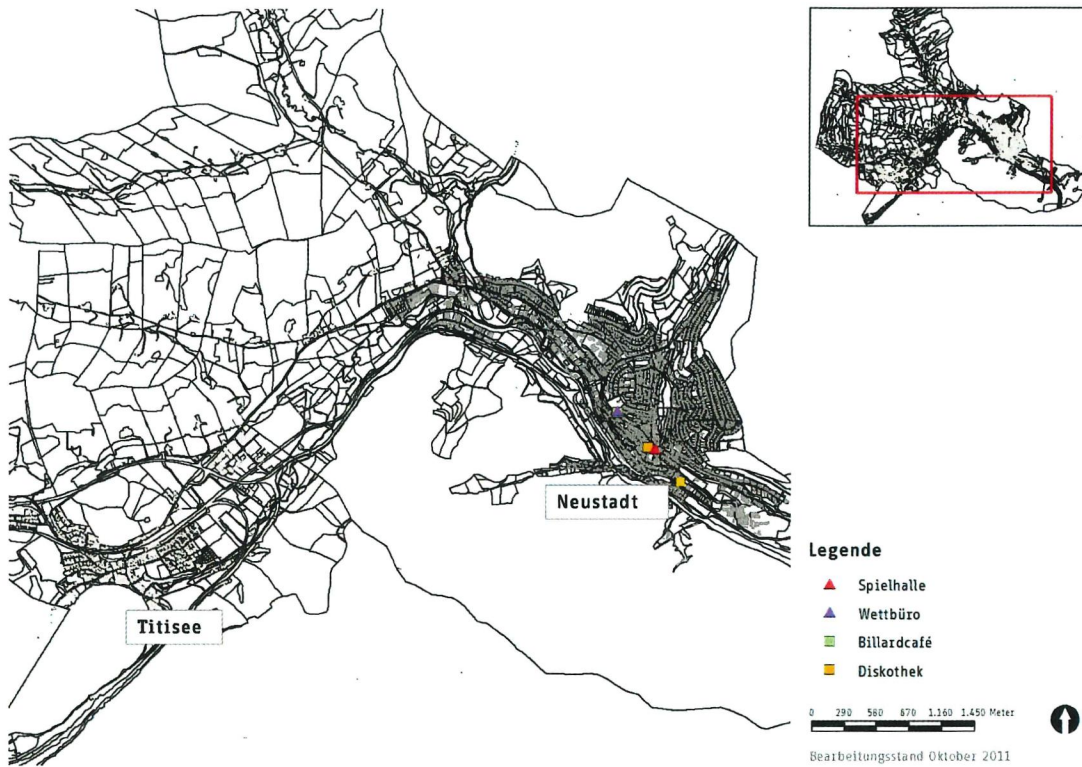 Neustadt
Titisee
Legende
Spielhalle
Wettbüro
Billardcafé
Diskothek
0 290 580 870 1.160 1.450 Meter
Bearbeitungsstand Oktober 2011